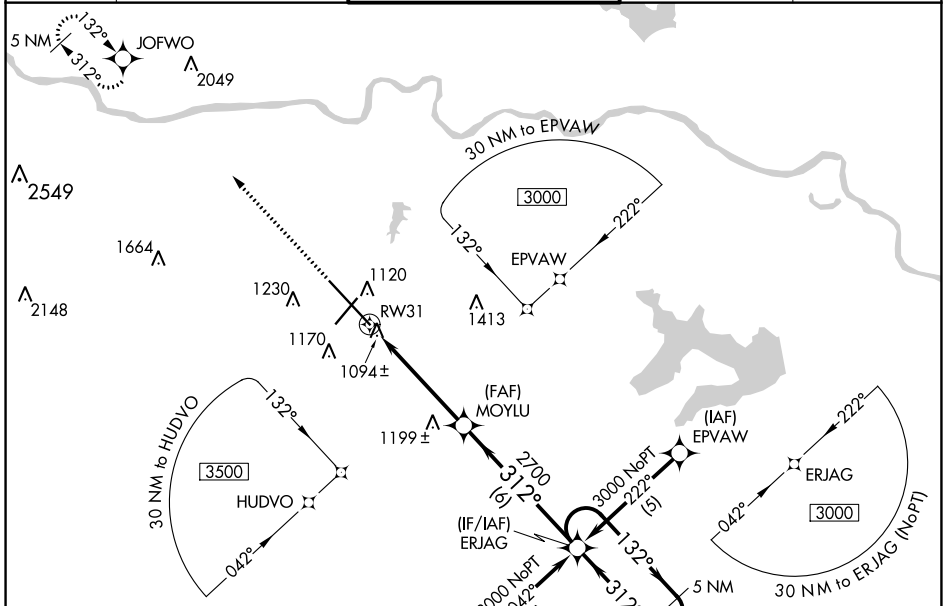 132°
5 NM
JOFWO
312°
2049
30 NM to EPVAW
2549
3000
222°
132°
1664
EPVAW
1120
1230
2148
RW31
1413
1170
1094±
(FAF)
MOYLU
30 NM to HUDVO
132°
222°
(IAF)
EPVAW
1199±
2700
3000 NoPT
3500
312°
222°
ERJAG
(6)
(5)
HUDVO
042°
3000
(IF/IAF)
ERJAG
132°
042°
30 NM to ERJAG (NoPT)
3000 NoPT
5 NM
042°
312°